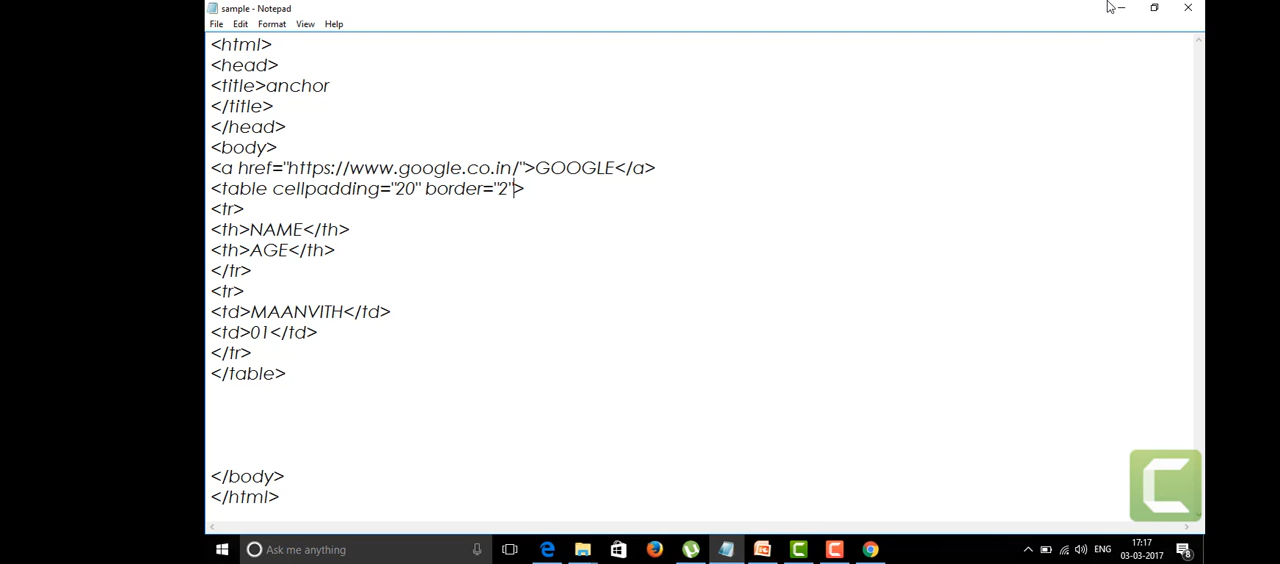 sample - Notepad
File Edit Format View Help
<html>
<head>
<title>anchor
</title>
</head>
<body>
<a href="https://www.google.co.in/">GOOGLE</a>
<table cellpadding="20" border="2">
<tr>
<th>NAME</th>
<th>AGE</th>
</tr>
<tr>
<td>MAANVITH</td>
<td>01</td>
</tr>
</table>
</body>
</html>
Ask me anything
ENG
17:17
03-03-2017
8